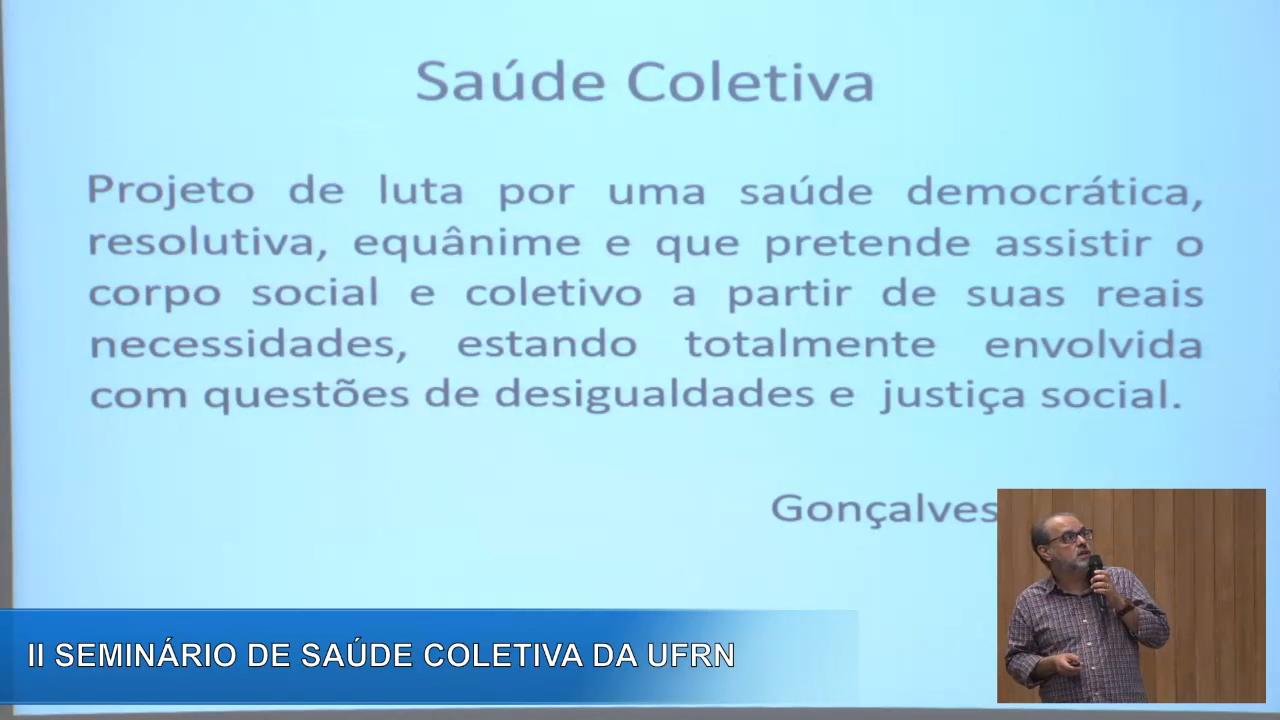 Saúde Coletiva
Projeto de luta por uma saúde democrática,
resolutiva, equânime e que pretende assistir o
corpo social e coletivo a partir de suas reais
necessidades, estando totalmente envolvida
com questões de desigualdades e justiça social.
Gonçalves
II SEMINÁRIO DE SAÚDE COLETIVA DA UFRN